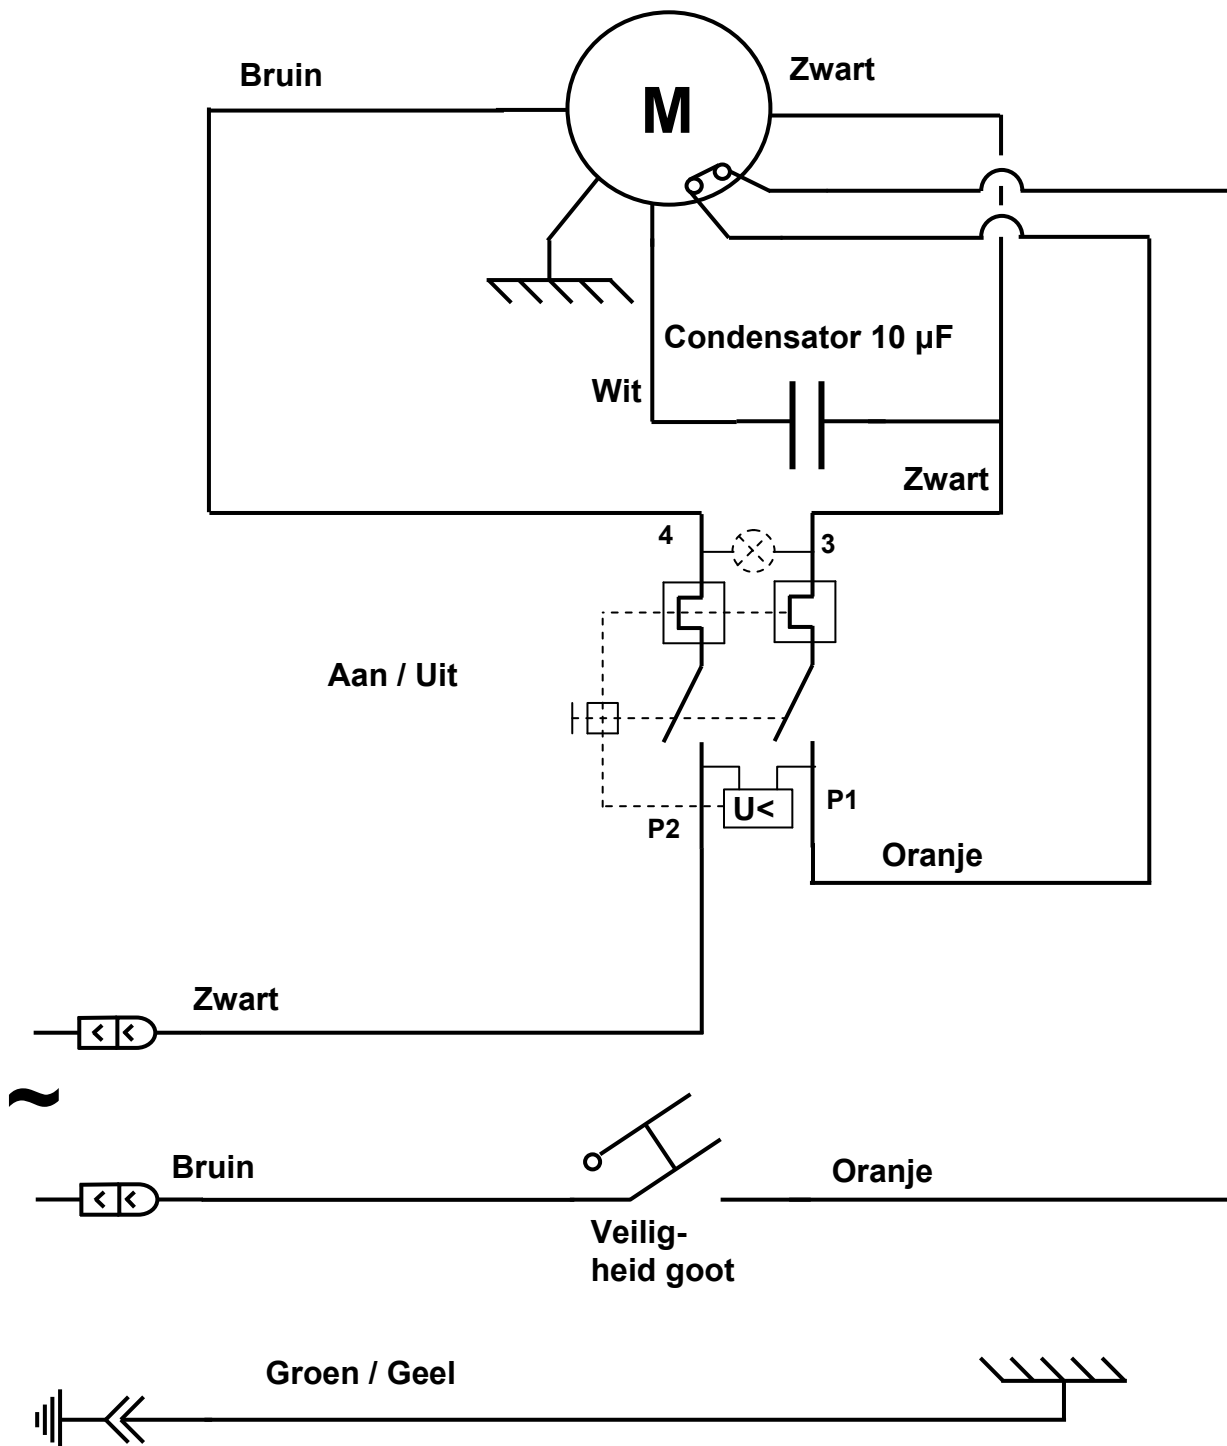 Bruin
Zwart
M
Condensator 10 µF
Wit
Zwart
4
3
Aan / Uit
U<
P1
P2
Oranje
Zwart
~
Bruin
Oranje
Veilig-
heid goot
Groen / Geel